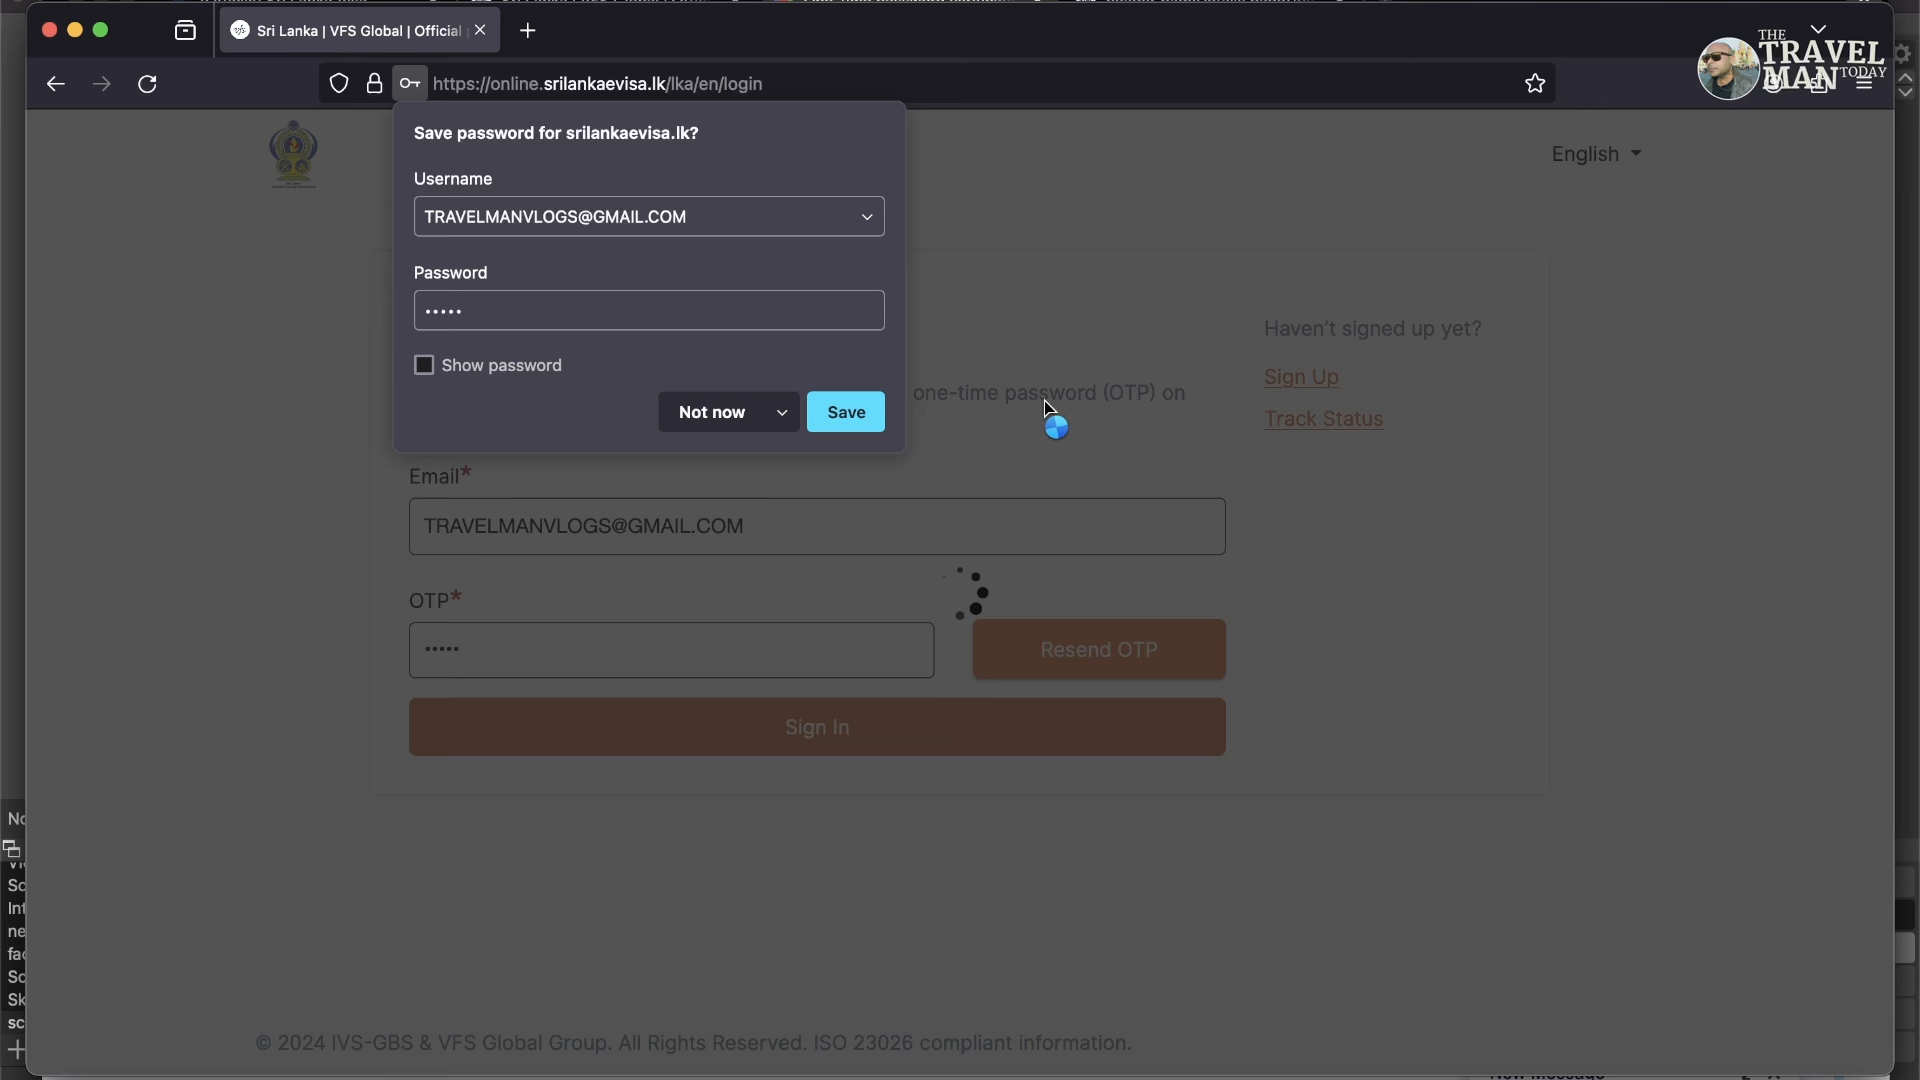 Sri Lanka | VFS Global | Official
THE
TRAVEL
MAN TODAY
https://online.srilankaevisa.lk/lka/en/login
Save password for srilankaevisa.lk?
Username
TRAVELMANVLOGS@GMAIL.COM
Password
•••••
Show password
Not now
Save
English
Haven't signed up yet?
Sign Up
Track Status
one-time password (OTP) on
Email*
TRAVELMANVLOGS@GMAIL.COM
OTP*
•••••
Resend OTP
Sign In
© 2024 IVS-GBS & VFS Global Group. All Rights Reserved. ISO 23026 compliant information.